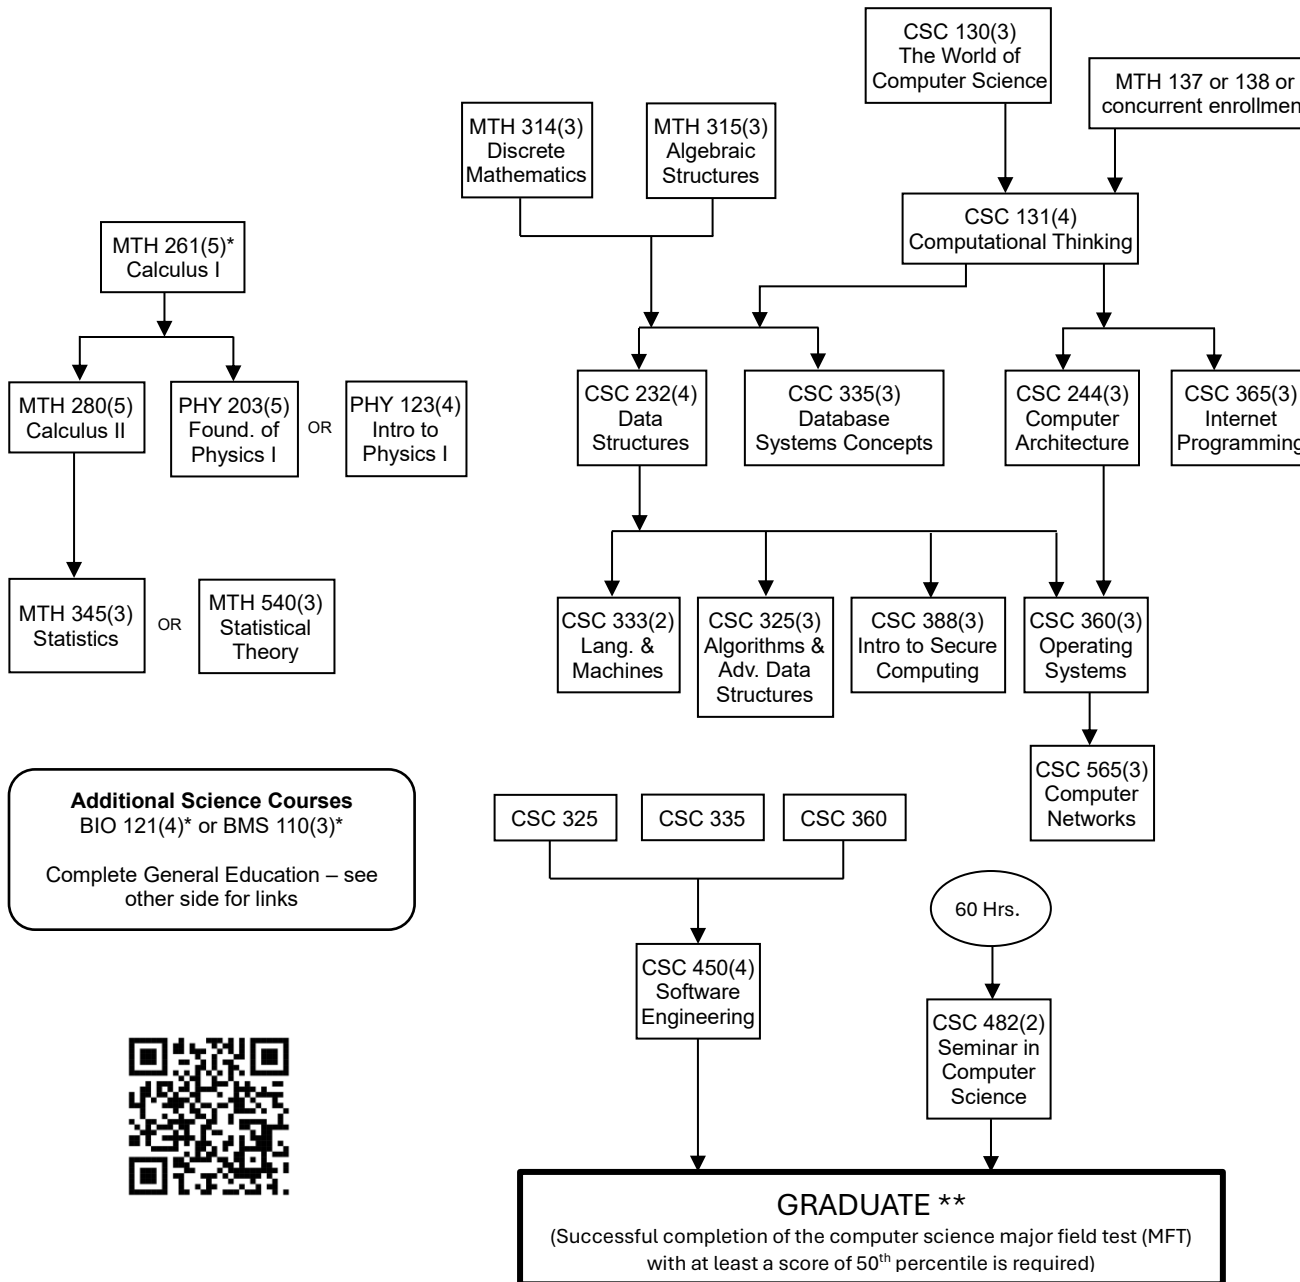 CSC 130(3)
The World of
Computer Science
MTH 137 or 138 or
concurrent enrollmen
MTH 314(3)
Discrete
Mathematics
MTH 315(3)
Algebraic
Structures
CSC 131(4)
Computational Thinking
MTH 261(5)*
Calculus I
MTH 280(5)
Calculus II
PHY 203(5)
Found. of
Physics I
OR
PHY 123(4)
Intro to
Physics I
CSC 232(4)
Data
Structures
CSC 335(3)
Database
Systems Concepts
CSC 244(3)
Computer
Architecture
CSC 365(3)
Internet
Programming
MTH 345(3)
Statistics
OR
MTH 540(3)
Statistical
Theory
CSC 333(2)
Lang. &
Machines
CSC 325(3)
Algorithms &
Adv. Data
Structures
CSC 388(3)
Intro to Secure
Computing
CSC 360(3)
Operating
Systems
CSC 565(3)
Computer
Networks
Additional Science Courses
BIO 121(4)* or BMS 110(3)*
Complete General Education – see
other side for links
CSC 325
CSC 335
CSC 360
60 Hrs.
CSC 450(4)
Software
Engineering
CSC 482(2)
Seminar in
Computer
Science
GRADUATE **
(Successful completion of the computer science major field test (MFT)
with at least a score of 50th percentile is required)